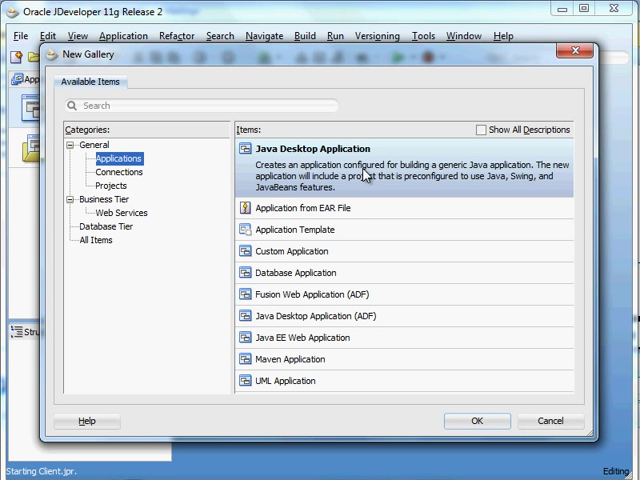 Oracle JDeveloper 11g Release 2
File Edit View Application Refactor Search Navigate Build Run Versioning Tools Window Help
New Gallery
Available Items
Search
Categories:
General
Applications
Connections
Projects
Business Tier
Web Services
Database Tier
All Items
Items:
Show All Descriptions
Java Desktop Application
Creates an application configured for building a generic Java application. The new
application will include a project that is preconfigured to use Java, Swing, and
JavaBeans features.
Application from EAR File
Application Template
Custom Application
Database Application
Fusion Web Application (ADF)
Java Desktop Application (ADF)
Java EE Web Application
Maven Application
UML Application
Help
OK
Cancel
Starting Client.jpr.
Editing